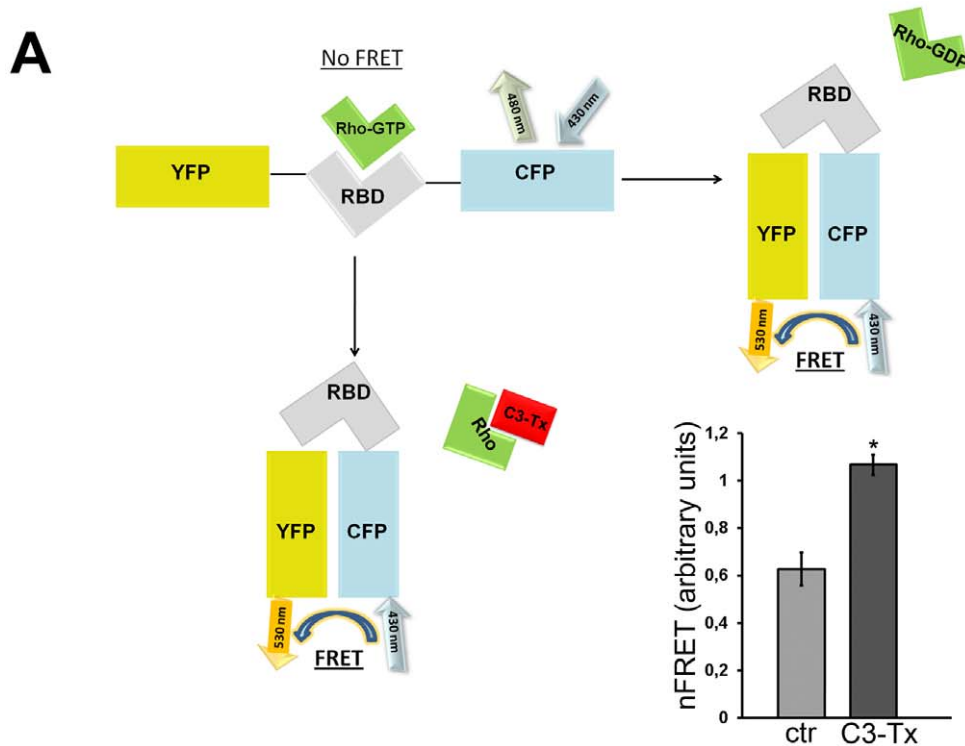 A
No FRET
Rho-GTP
RBD
YFP
480 nm
430 nm
CFP
Rho-GDP
RBD
YFP
CFP
530 nm
430 nm
FRET
RBD
Rho
C3-Tx
YFP
CFP
530 nm
430 nm
FRET
nFRET (arbitrary units)
1,2
1
0,8
0,6
0,4
0,2
0
*
ctr
C3-Tx